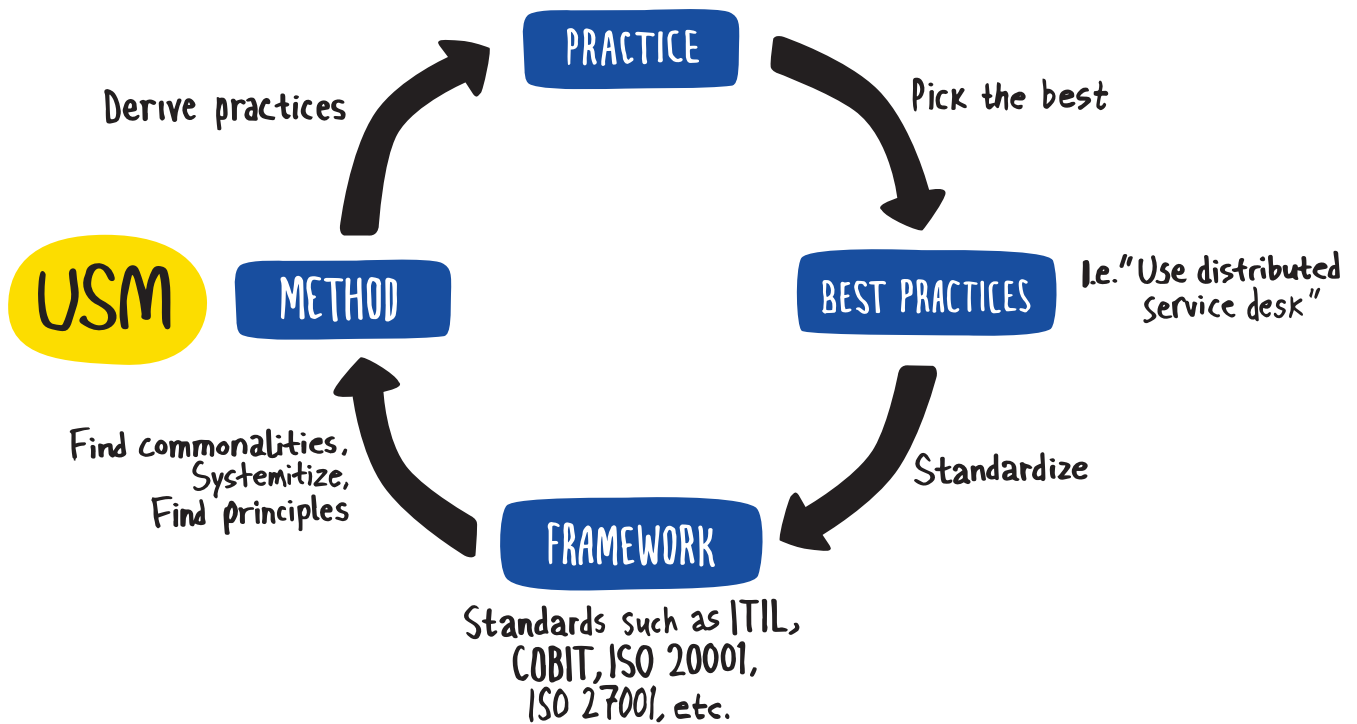 PRACTICE
Derive practices
Pick the best
USM
METHOD
BEST PRACTICES
I.e. "Use distributed
service desk"
Find commonalities,
Systemitize,
Find principles
Standardize
FRAMEWORK
Standards such as ITIL,
COBIT, ISO 20001,
ISO 27001, etc.